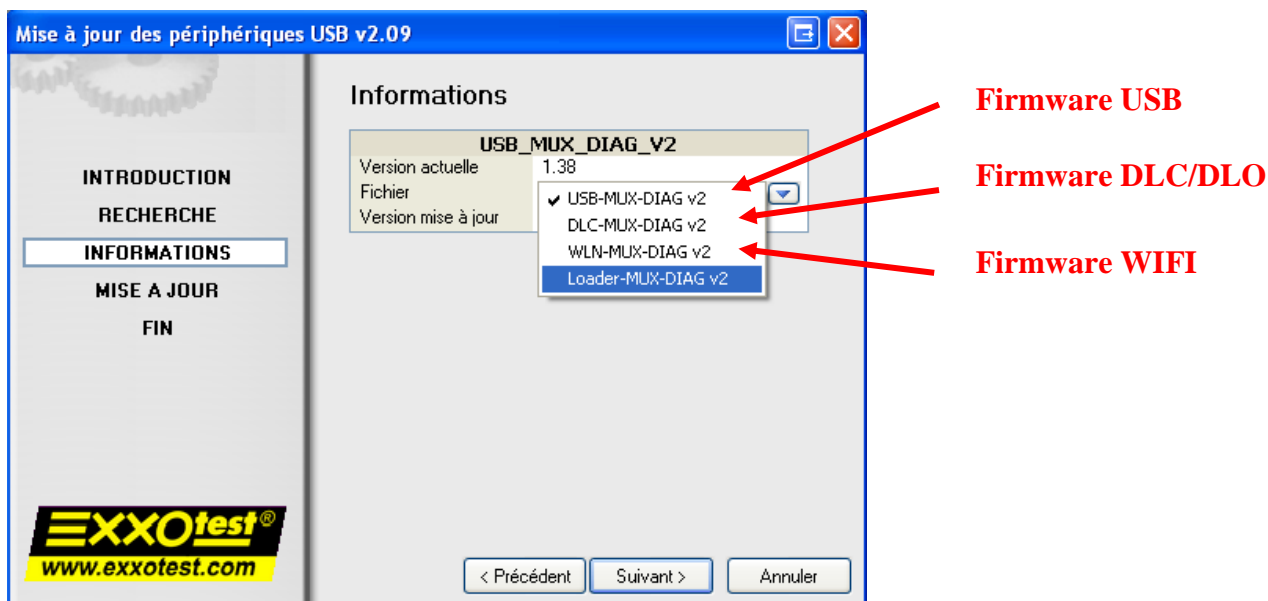 Mise à jour des périphériques USB v2.09
INTRODUCTION
RECHERCHE
INFORMATIONS
MISE A JOUR
FIN
EXXOtest®
www.exxotest.com
Informations
USB_MUX_DIAG_V2
Version actuelle 1.38
Fichier
Version mise à jour
USB-MUX-DIAG v2
DLC-MUX-DIAG v2
WLN-MUX-DIAG v2
Loader-MUX-DIAG v2
< Précédent Suivant > Annuler
Firmware USB
Firmware DLC/DLO
Firmware WIFI